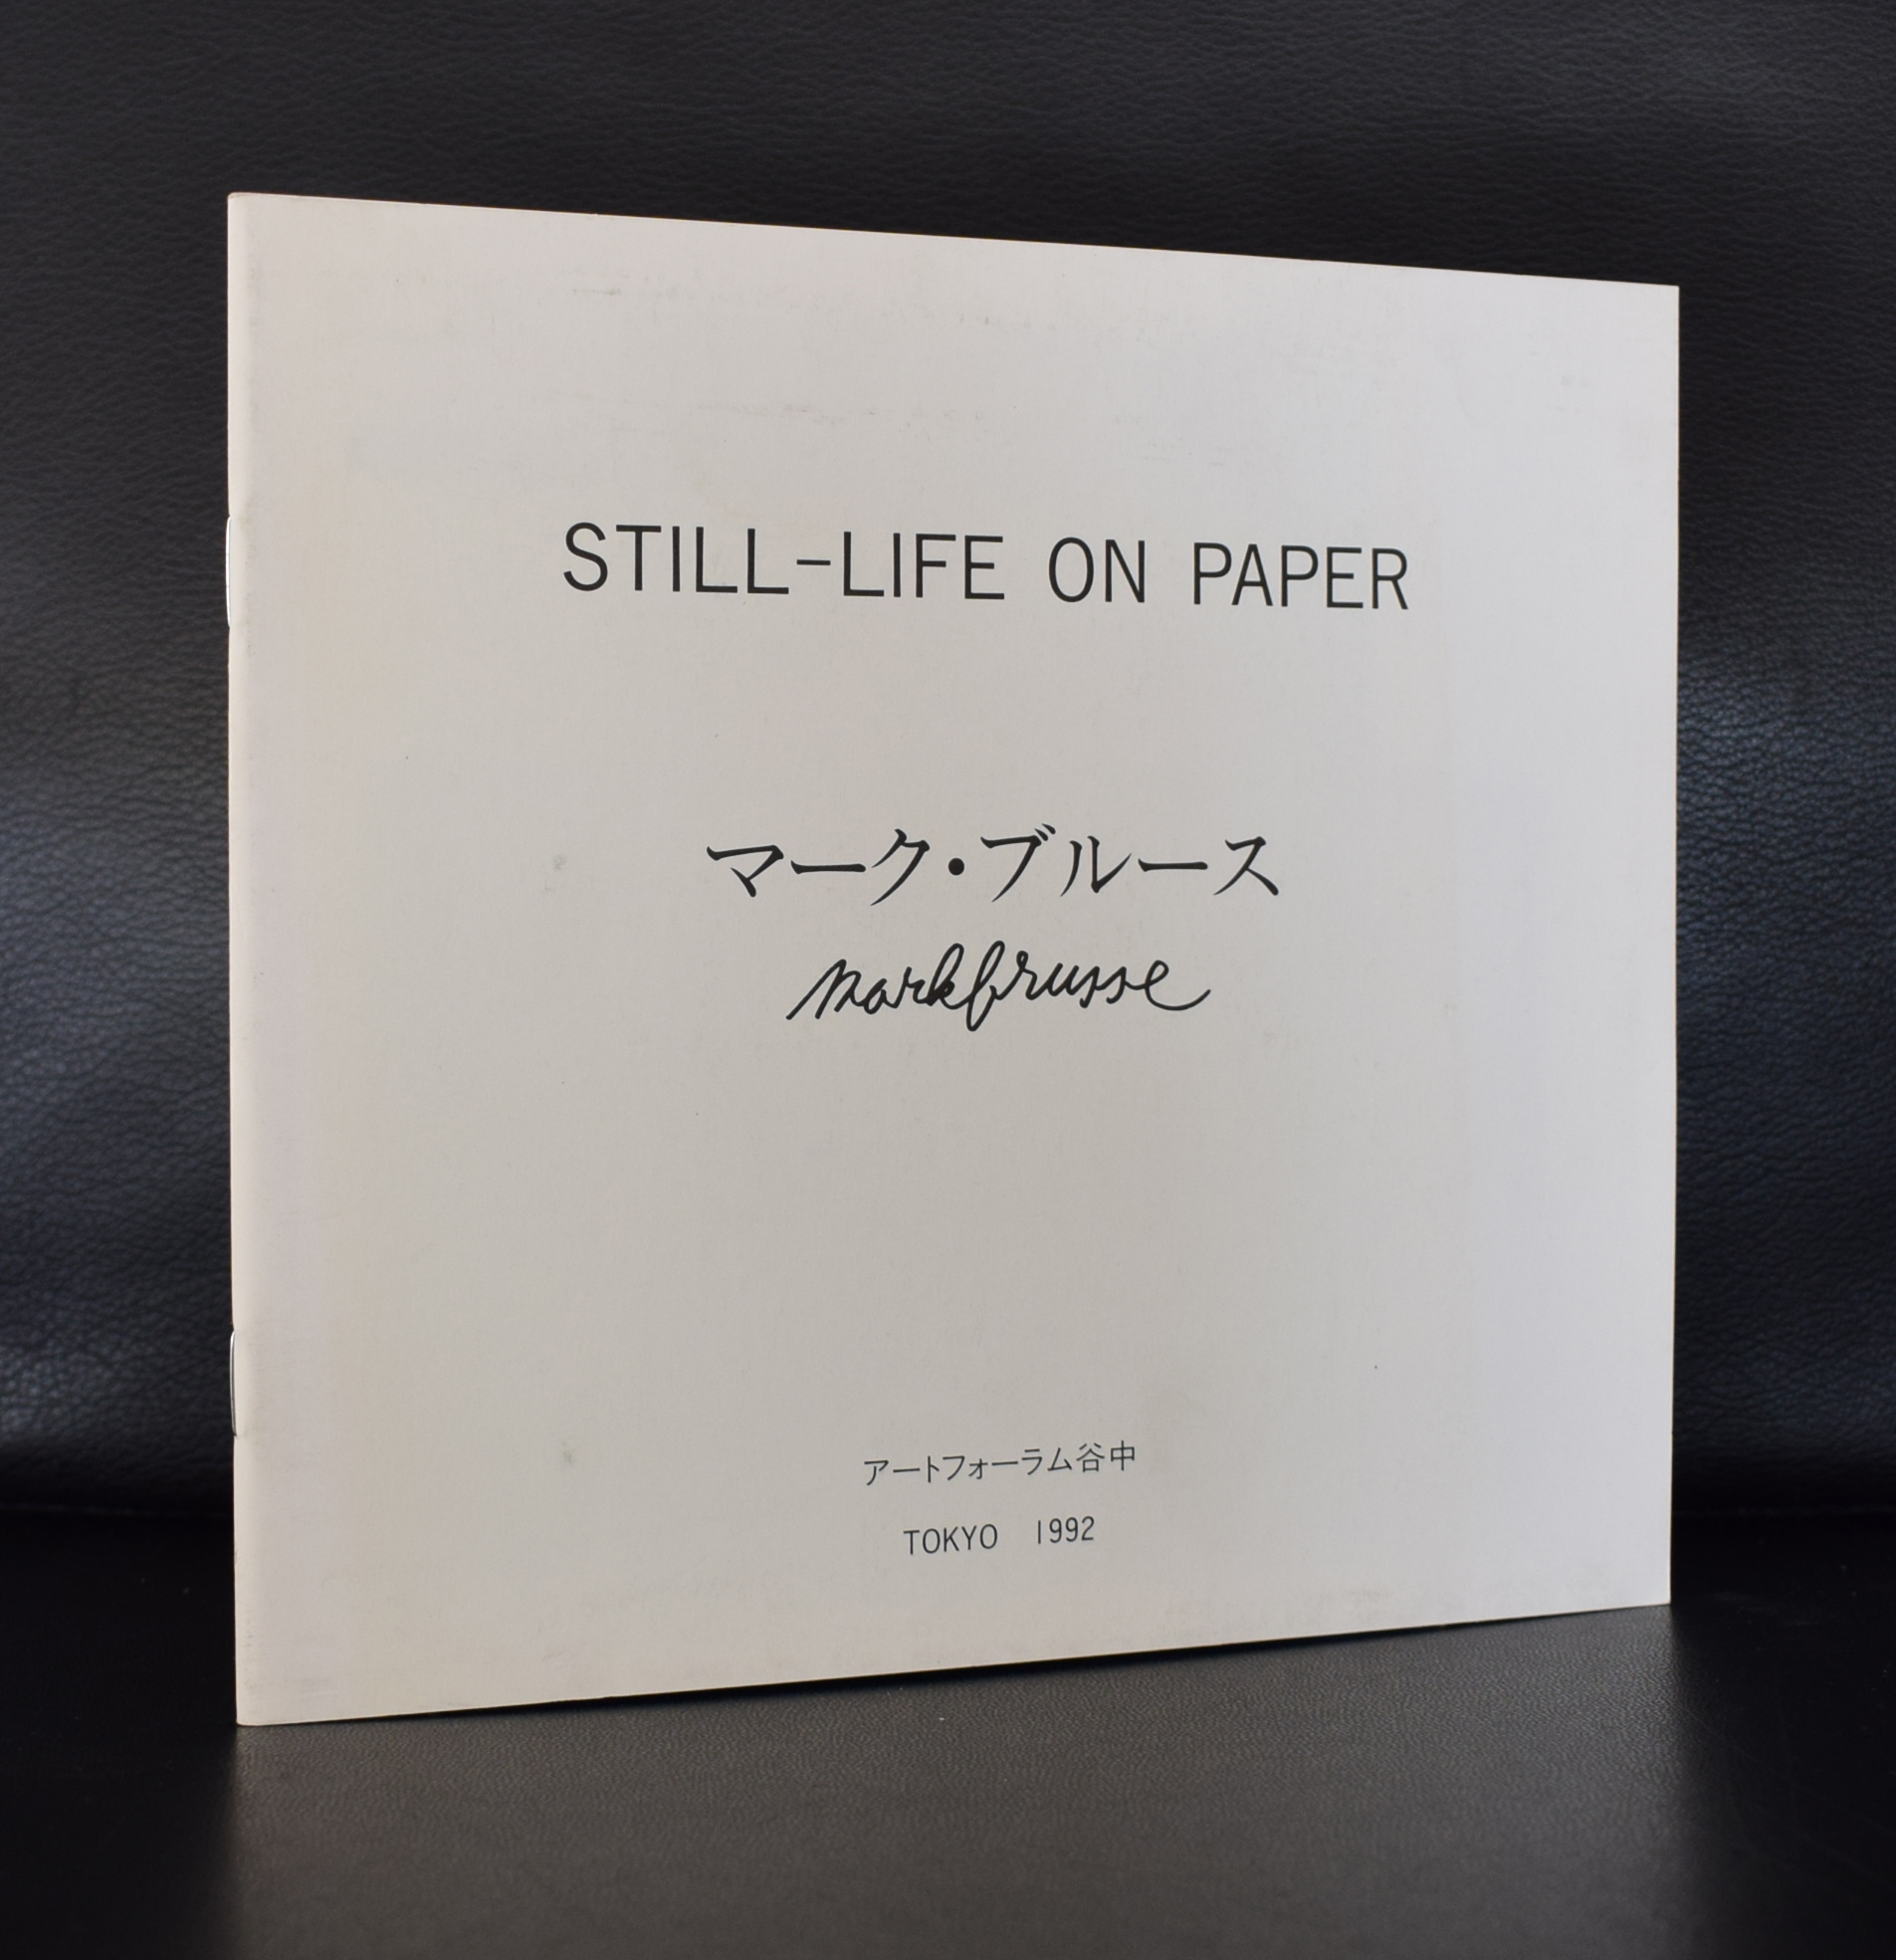 STILL-LIFE ON PAPER
マーク・ブルース
markbrusse
アートフォーラム谷中
TOKYO 1992